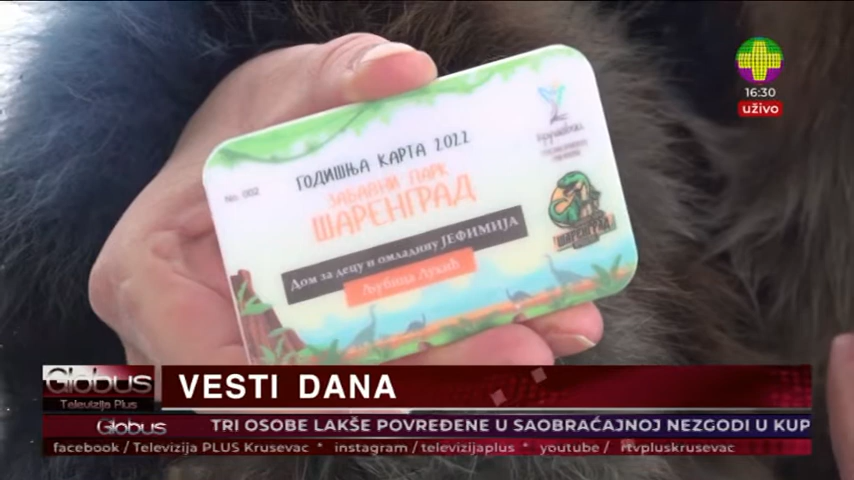 16:30
uživo
No. 002
ГОДИШЊА КАРТА 2022
ЗАБАВНИ ПАРК
ШАРЕНГРАД
Дом за децу и омладину ЈЕФИМИЈА
Љубица Лукић
ШАРЕНГРАД
Globus
Televizija Plus
VESTI DANA
Globus
TRI OSOBE LAKŠE POVREĐENE U SAOBRAĆAJNOJ NEZGODI U KUP
facebook / Televizija PLUS Krusevac * instagram / televizijaplus * youtube / rtvpluskrusevac